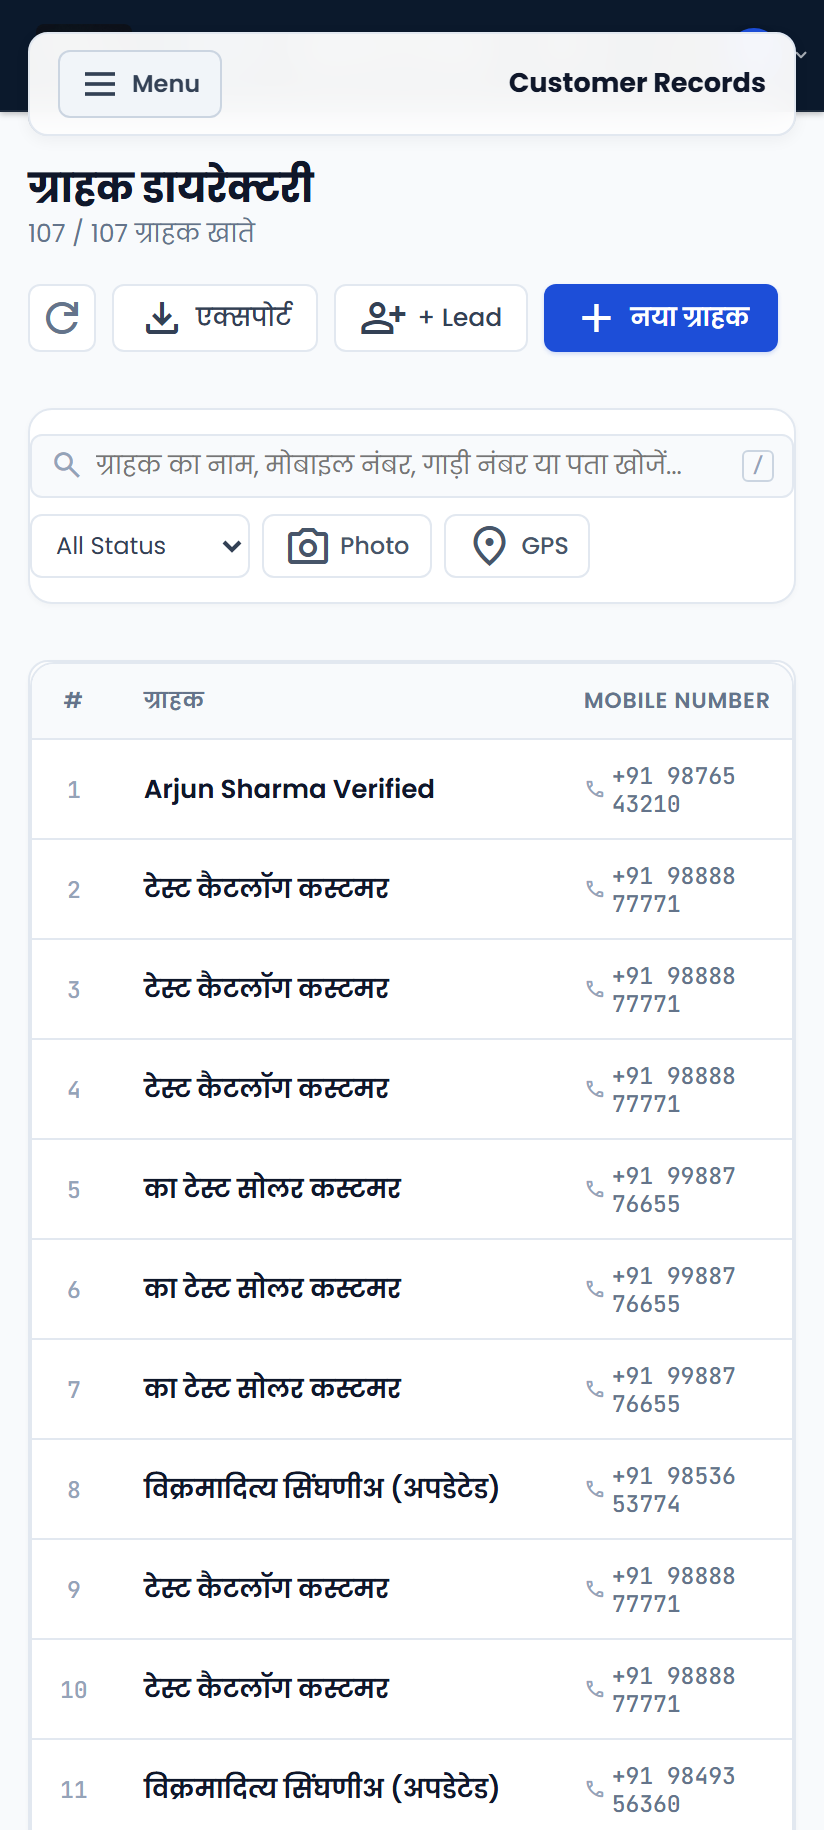 Menu
Customer Records
ग्राहक डायरेक्टरी
107 / 107 ग्राहक खाते
एक्सपोर्ट
+ Lead
नया ग्राहक
ग्राहक का नाम, मोबाइल नंबर, गाड़ी नंबर या पता खोजें...
/
All Status
Photo
GPS
# ग्राहक MOBILE NUMBER
1 Arjun Sharma Verified +91 98765
43210
2 टेस्ट कैटलॉग कस्टमर +91 98888
77771
3 टेस्ट कैटलॉग कस्टमर +91 98888
77771
4 टेस्ट कैटलॉग कस्टमर +91 98888
77771
5 का टेस्ट सोलर कस्टमर +91 99887
76655
6 का टेस्ट सोलर कस्टमर +91 99887
76655
7 का टेस्ट सोलर कस्टमर +91 99887
76655
8 विक्रमादित्य सिंघणीअ (अपडेटेड) +91 98536
53774
9 टेस्ट कैटलॉग कस्टमर +91 98888
77771
10 टेस्ट कैटलॉग कस्टमर +91 98888
77771
11 विक्रमादित्य सिंघणीअ (अपडेटेड) +91 98493
56360